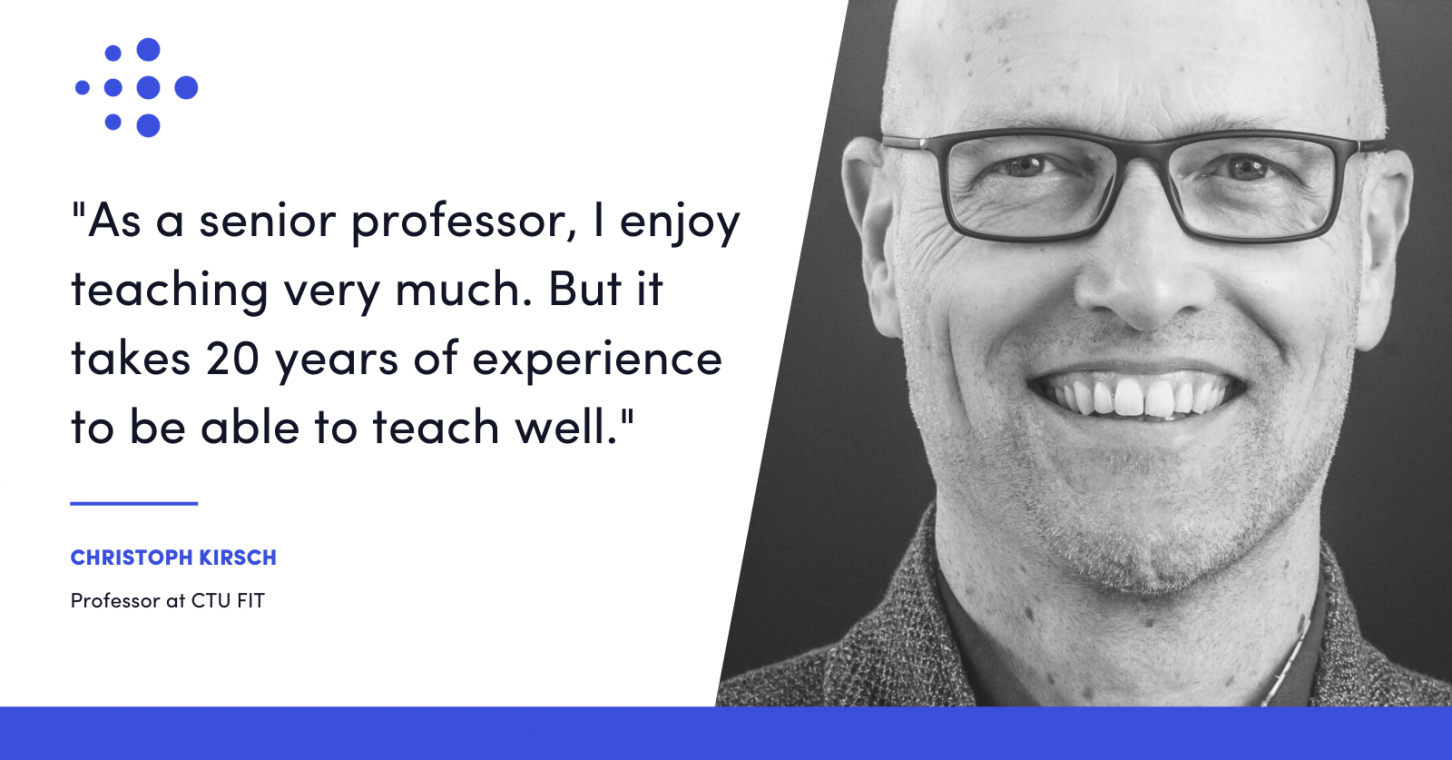 "As a senior professor, I enjoy
teaching very much. But it
takes 20 years of experience
to be able to teach well."
CHRISTOPH KIRSCH
Professor at CTU FIT